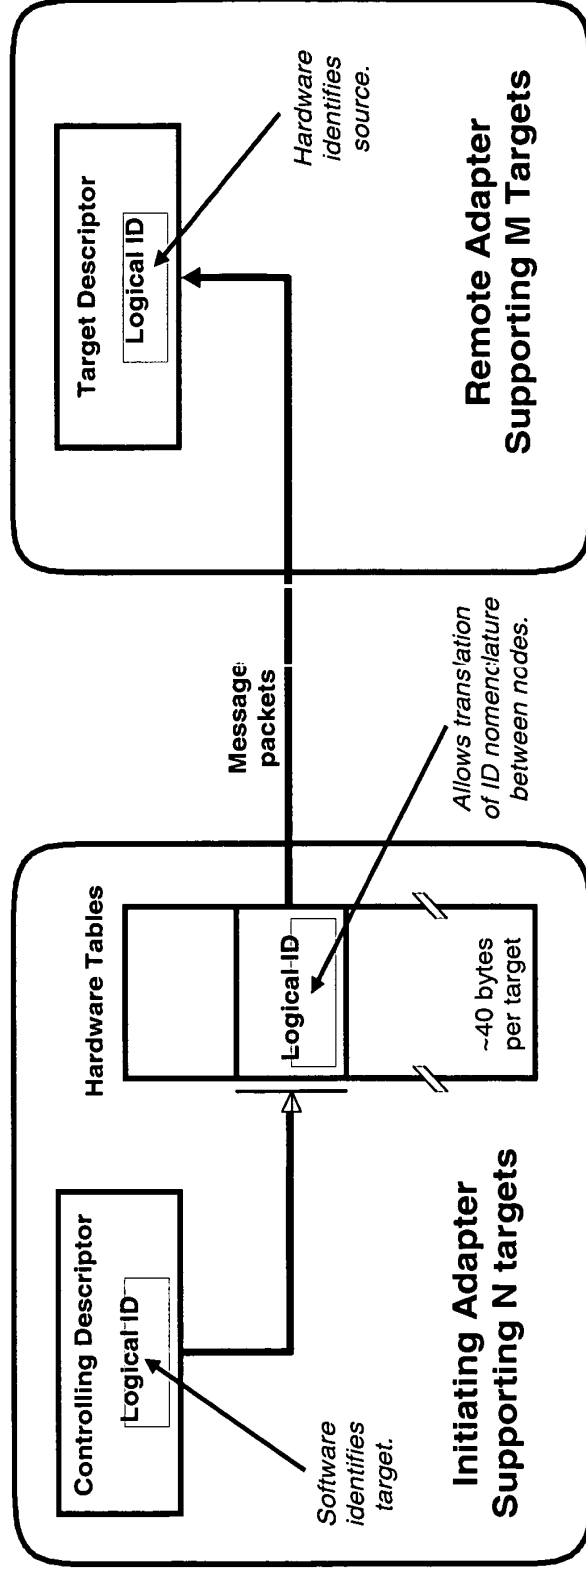 Controlling Descriptor
Logical ID
Software
identifies
target.
Initiating Adapter
Supporting N targets
Hardware Tables
Logical ID
~40 bytes
per target
Message
packets
Allows translation
of ID nomenclature
between nodes.
Target Descriptor
Logical ID
Hardware
identifies
source.
Remote Adapter
Supporting M Targets